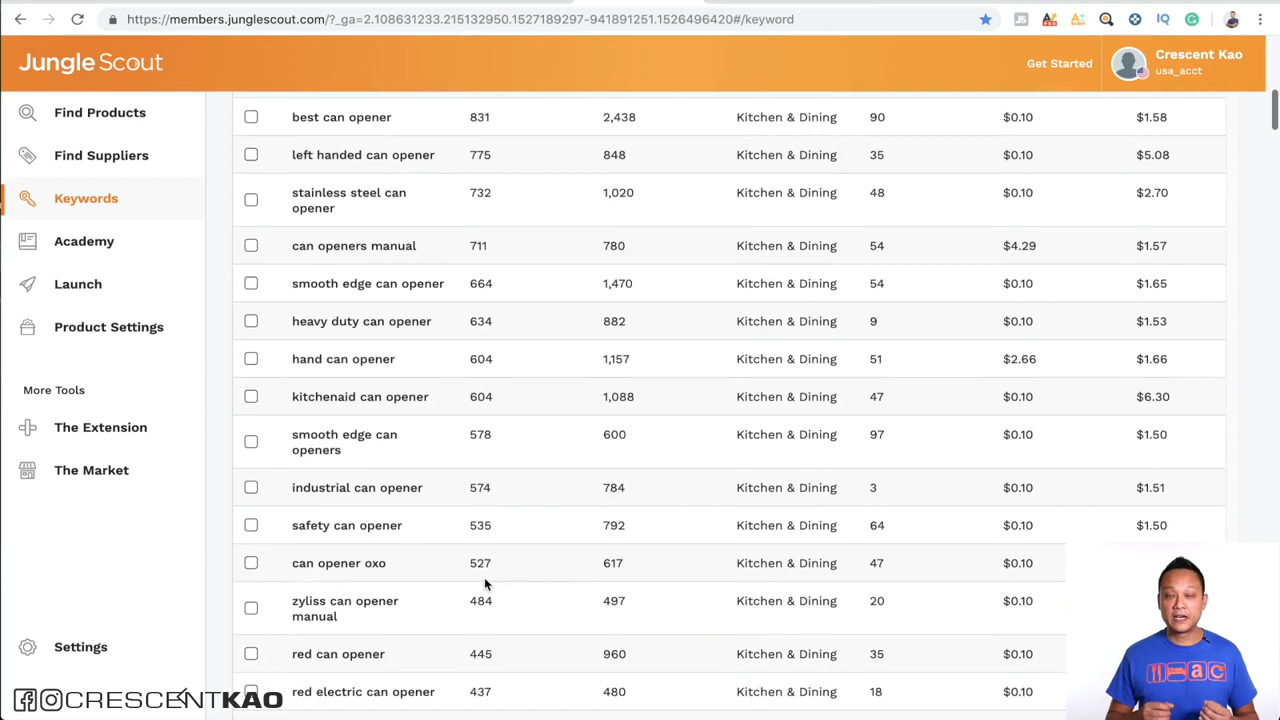 https://members.junglescout.com/?_ga=2.108631233.215132950.1527189297-941891251.1526496420#/keyword
JS
IQ
Jungle Scout
Get Started
Crescent Kao
usa_acct
Find Products
Find Suppliers
Keywords
Academy
Launch
Product Settings
More Tools
The Extension
The Market
Settings
best can opener 831 2,438 Kitchen & Dining 90 $0.10 $1.58
left handed can opener 775 848 Kitchen & Dining 35 $0.10 $5.08
stainless steel can 732 1,020 Kitchen & Dining 48 $0.10 $2.70
opener
can openers manual 711 780 Kitchen & Dining 54 $4.29 $1.57
smooth edge can opener 664 1,470 Kitchen & Dining 54 $0.10 $1.65
heavy duty can opener 634 882 Kitchen & Dining 9 $0.10 $1.53
hand can opener 604 1,157 Kitchen & Dining 51 $2.66 $1.66
kitchenaid can opener 604 1,088 Kitchen & Dining 47 $0.10 $6.30
smooth edge can 578 600 Kitchen & Dining 97 $0.10 $1.50
openers
industrial can opener 574 784 Kitchen & Dining 3 $0.10 $1.51
safety can opener 535 792 Kitchen & Dining 64 $0.10 $1.50
can opener oxo 527 617 Kitchen & Dining 47 $0.10
zyliss can opener 484 497 Kitchen & Dining 20 $0.10
manual
red can opener 445 960 Kitchen & Dining 35 $0.10
red electric can opener 437 480 Kitchen & Dining 18 $0.10
CRESCENTKAO